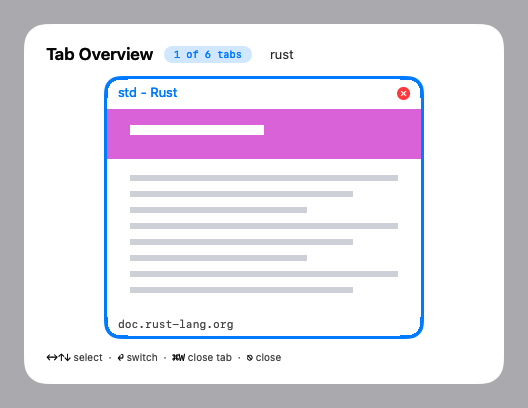 Tab Overview 1 of 6 tabs rust
std - Rust
doc.rust-lang.org
↔↑↓ select · ↲ switch · ⌘W close tab · ⎋ close